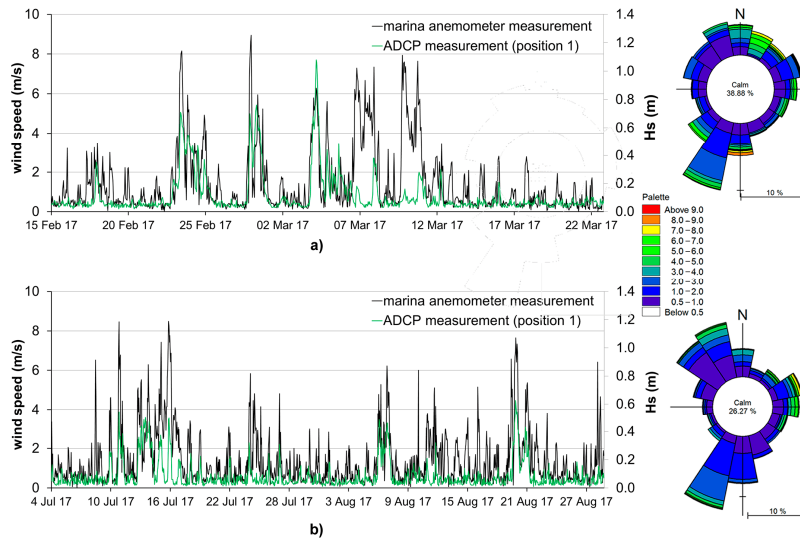 marina anemometer measurement
ADCP measurement (position 1)
wind speed (m/s)
10
8
6
4
2
0
1.4
1.2
1.0
0.8
0.6
0.4
0.2
0.0
Hs (m)
15 Feb 17 20 Feb 17 25 Feb 17 02 Mar 17 07 Mar 17 12 Mar 17 17 Mar 17 22 Mar 17
a)
N
Calm
38.88 %
10 %
Palette
Above 9.0
8.0 – 9.0
7.0 – 8.0
6.0 – 7.0
5.0 – 6.0
4.0 – 5.0
3.0 – 4.0
2.0 – 3.0
1.0 – 2.0
0.5 – 1.0
Below 0.5
marina anemometer measurement
ADCP measurement (position 1)
wind speed (m/s)
10
8
6
4
2
0
1.4
1.2
1.0
0.8
0.6
0.4
0.2
0.0
Hs (m)
4 Jul 17 10 Jul 17 16 Jul 17 22 Jul 17 28 Jul 17 3 Aug 17 9 Aug 17 15 Aug 17 21 Aug 17 27 Aug 17
b)
N
Calm
26.27 %
10 %